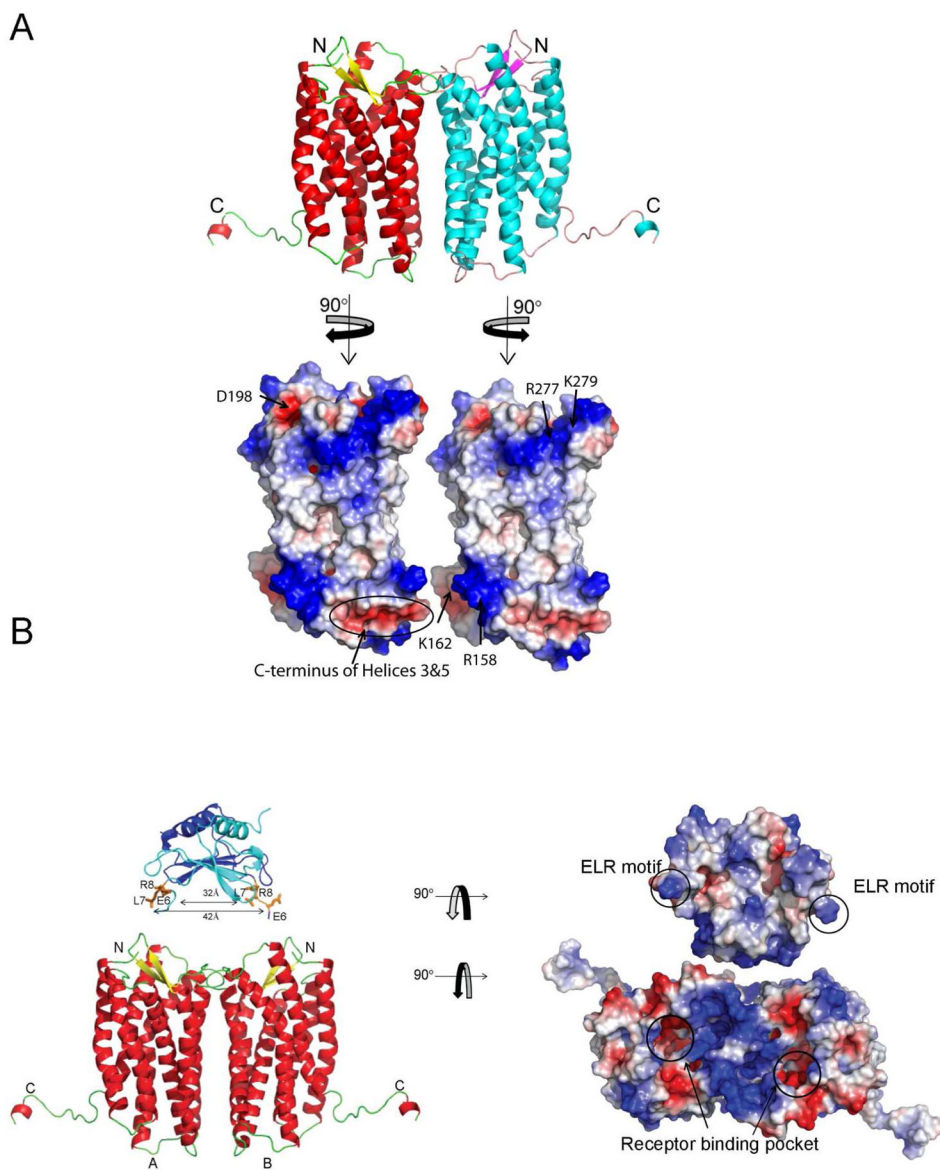 A
N N
C C
90° 90°
D198 R277 K279
K162
R158
C-terminus of Helices 3&5
B
R8 R8
L7 E6 32Å
42Å E6
90°
90°
ELR motif
ELR motif
N N
C C
A B
Receptor binding pocket